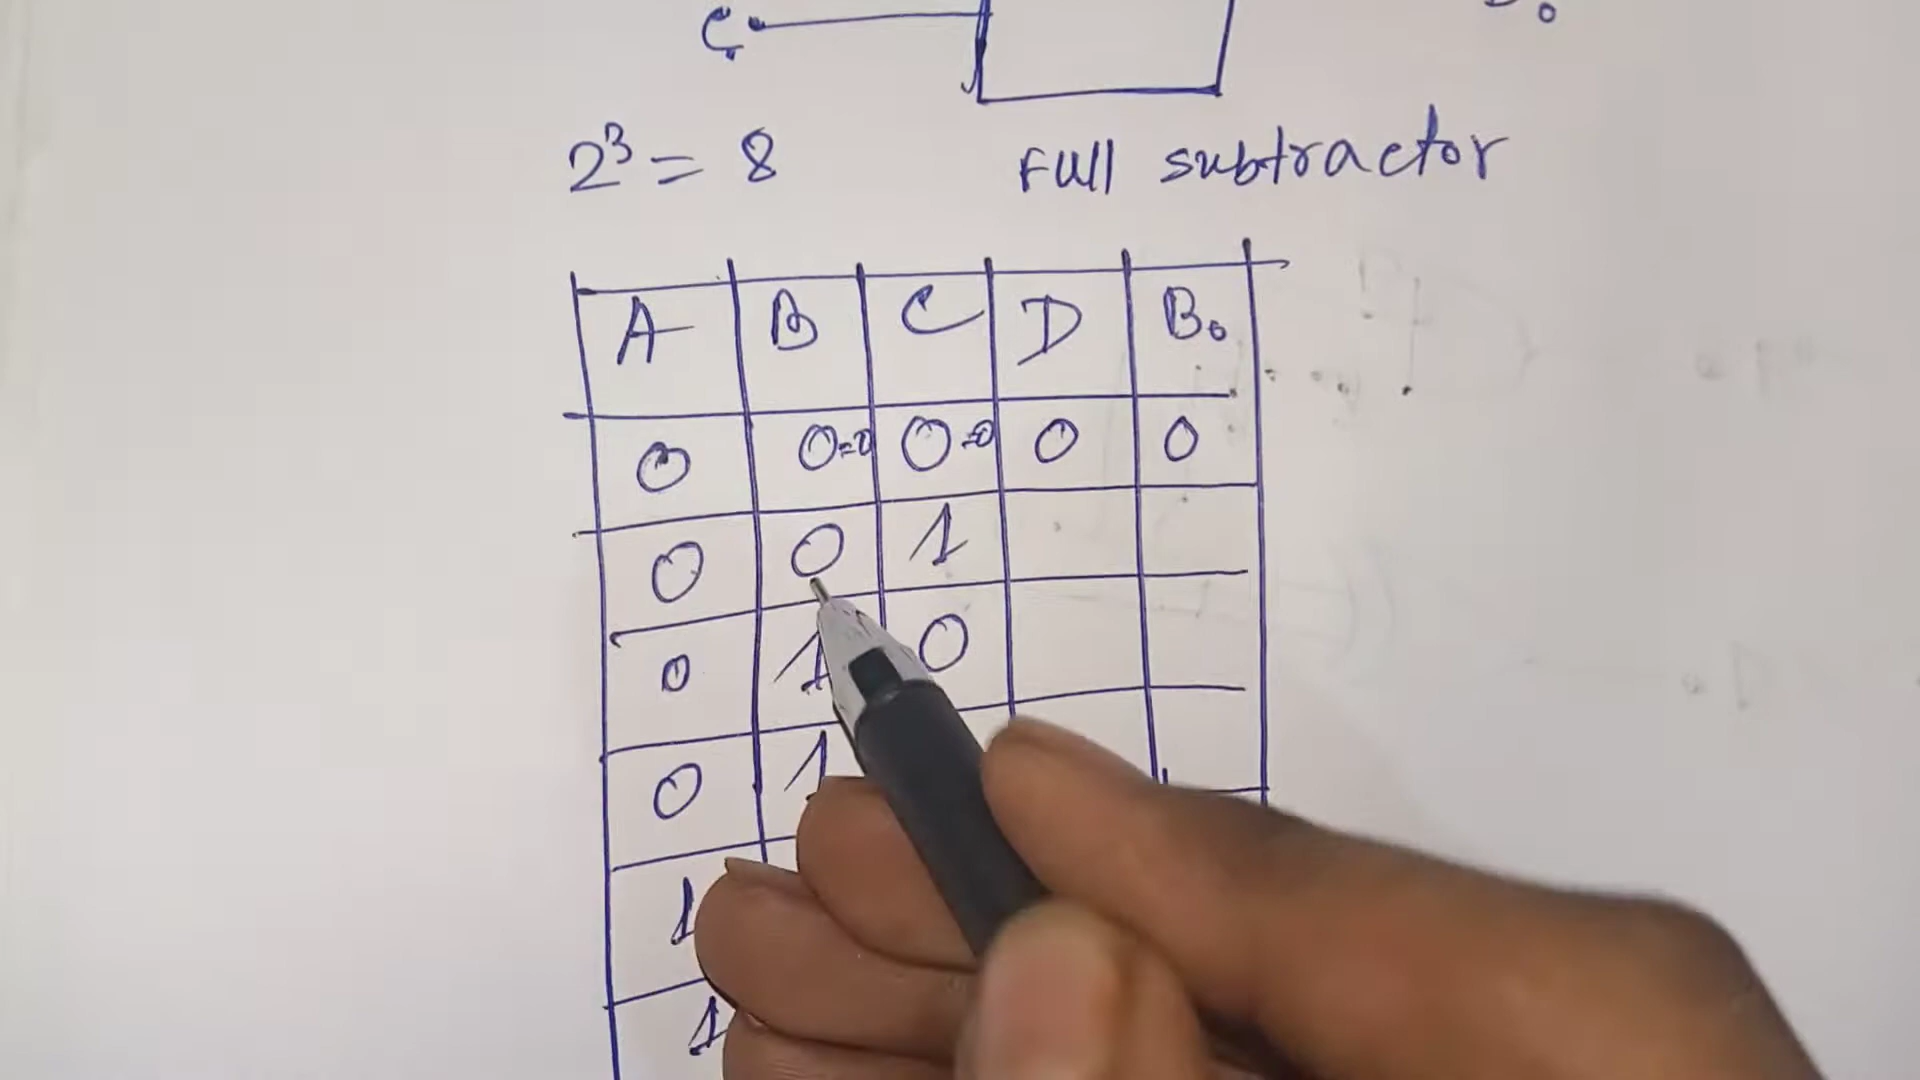 C
2³ = 8
Full subtractor
A B C D B₀
0 0=0 0=0 0 0
0 0 1
0 1 0
0 1
1
1